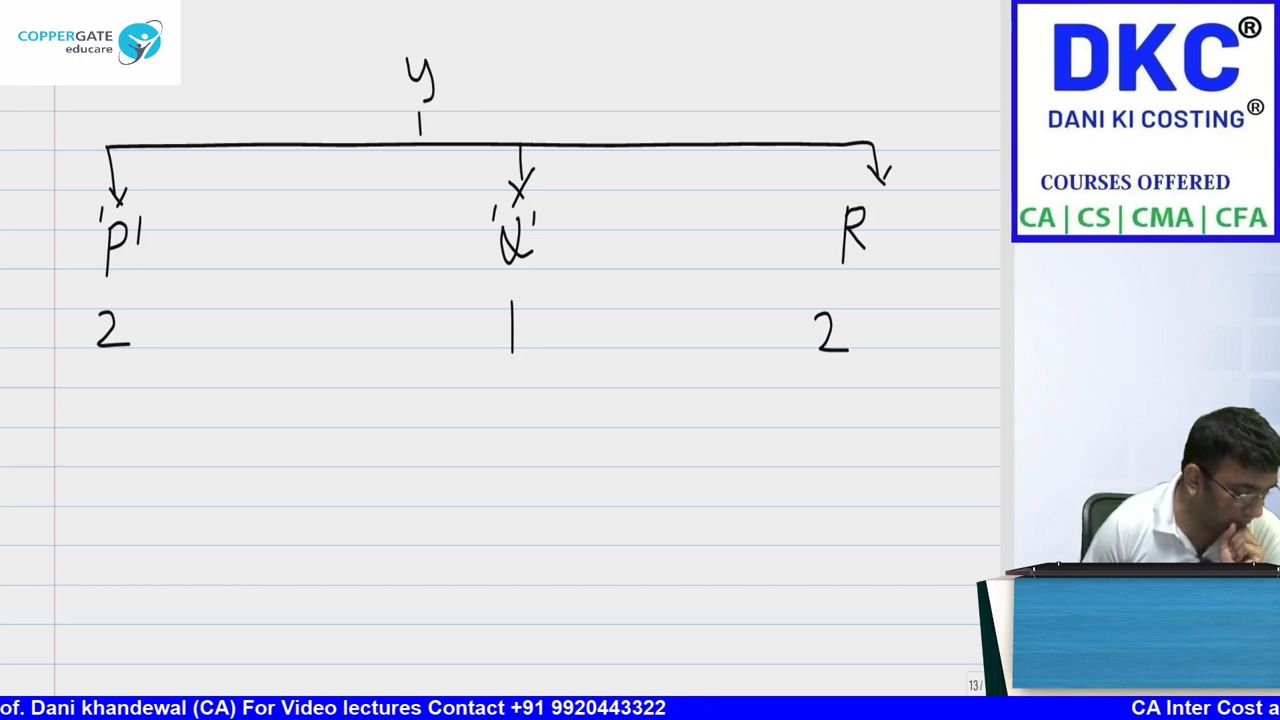 COPPERGATE
educare
y
'P' 'Q' R
2 1 2
DKC®
DANI KI COSTING®
COURSES OFFERED
CA | CS | CMA | CFA
13/
of. Dani khandewal (CA) For Video lectures Contact +91 9920443322 CA Inter Cost a